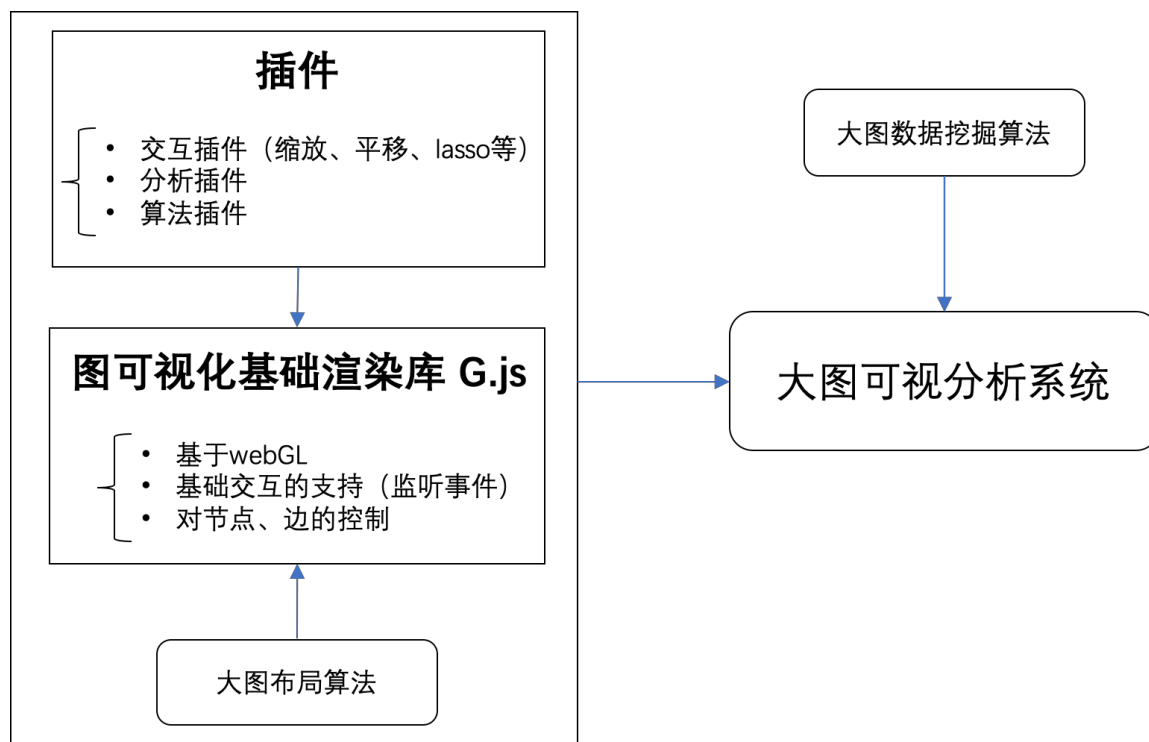 插件
• 交互插件（缩放、平移、lasso等）
• 分析插件
• 算法插件
图可视化基础渲染库 G.js
• 基于webGL
• 基础交互的支持（监听事件）
• 对节点、边的控制
大图布局算法
大图数据挖掘算法
大图可视分析系统